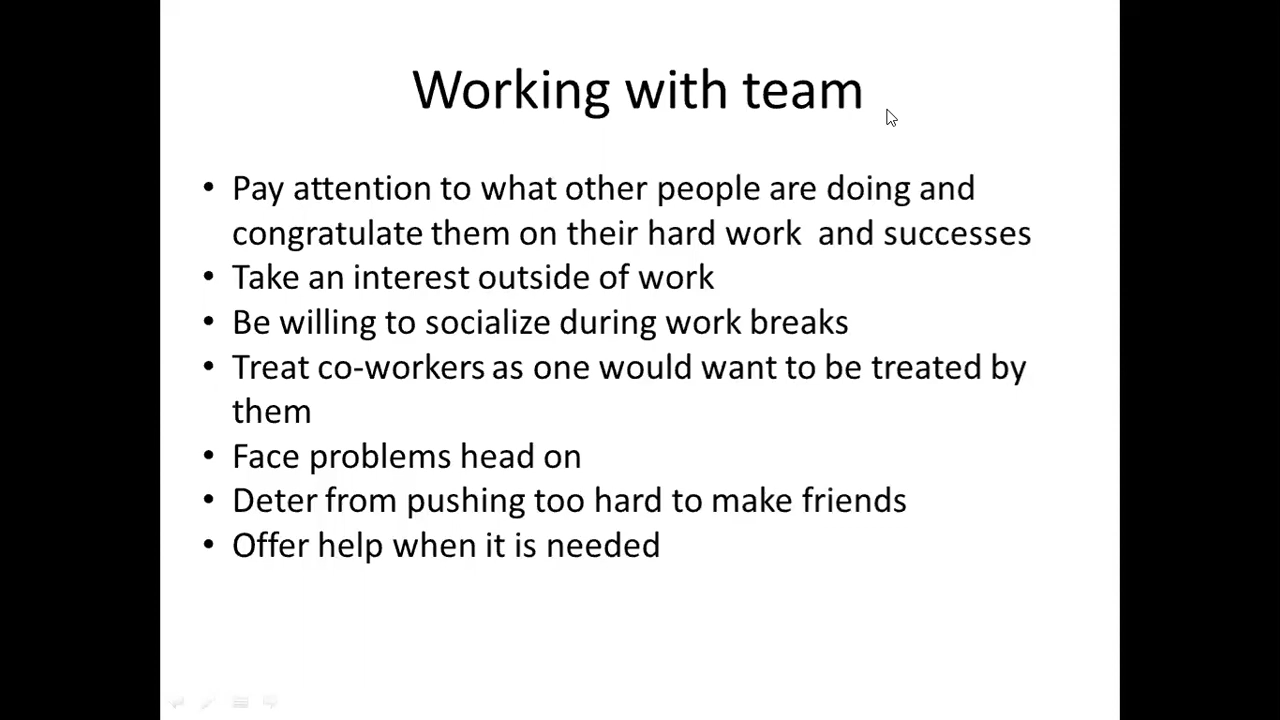 Working with team
• Pay attention to what other people are doing and
congratulate them on their hard work  and successes
• Take an interest outside of work
• Be willing to socialize during work breaks
• Treat co-workers as one would want to be treated by
them
• Face problems head on
• Deter from pushing too hard to make friends
• Offer help when it is needed